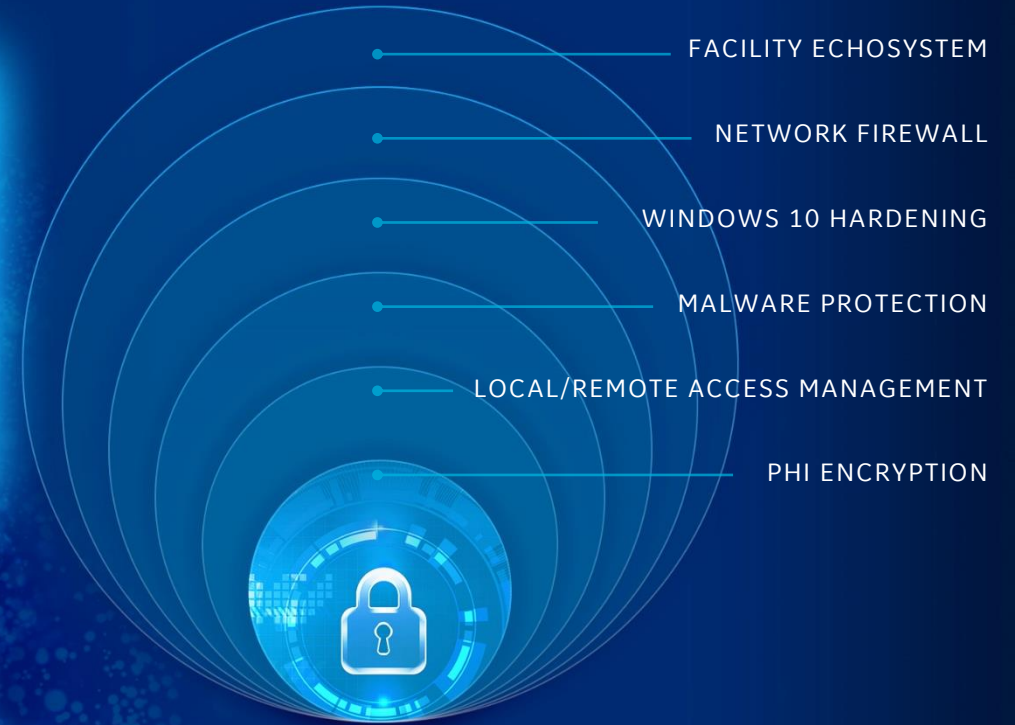 FACILITY ECHOSYSTEM
NETWORK FIREWALL
WINDOWS 10 HARDENING
MALWARE PROTECTION
LOCAL/REMOTE ACCESS MANAGEMENT
PHI ENCRYPTION